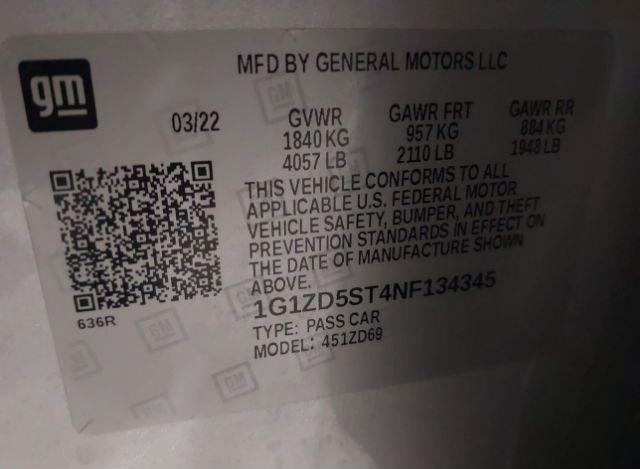 gm
MFD BY GENERAL MOTORS LLC
03/22 GVWR GAWR FRT GAWR RR
1840 KG 957 KG 884 KG
4057 LB 2110 LB 1948 LB
THIS VEHICLE CONFORMS TO ALL
APPLICABLE U.S. FEDERAL MOTOR
VEHICLE SAFETY, BUMPER, AND THEFT
PREVENTION STANDARDS IN EFFECT ON
THE DATE OF MANUFACTURE SHOWN
ABOVE.
636R
1G1ZD5ST4NF134345
TYPE: PASS CAR
MODEL: 451ZD69